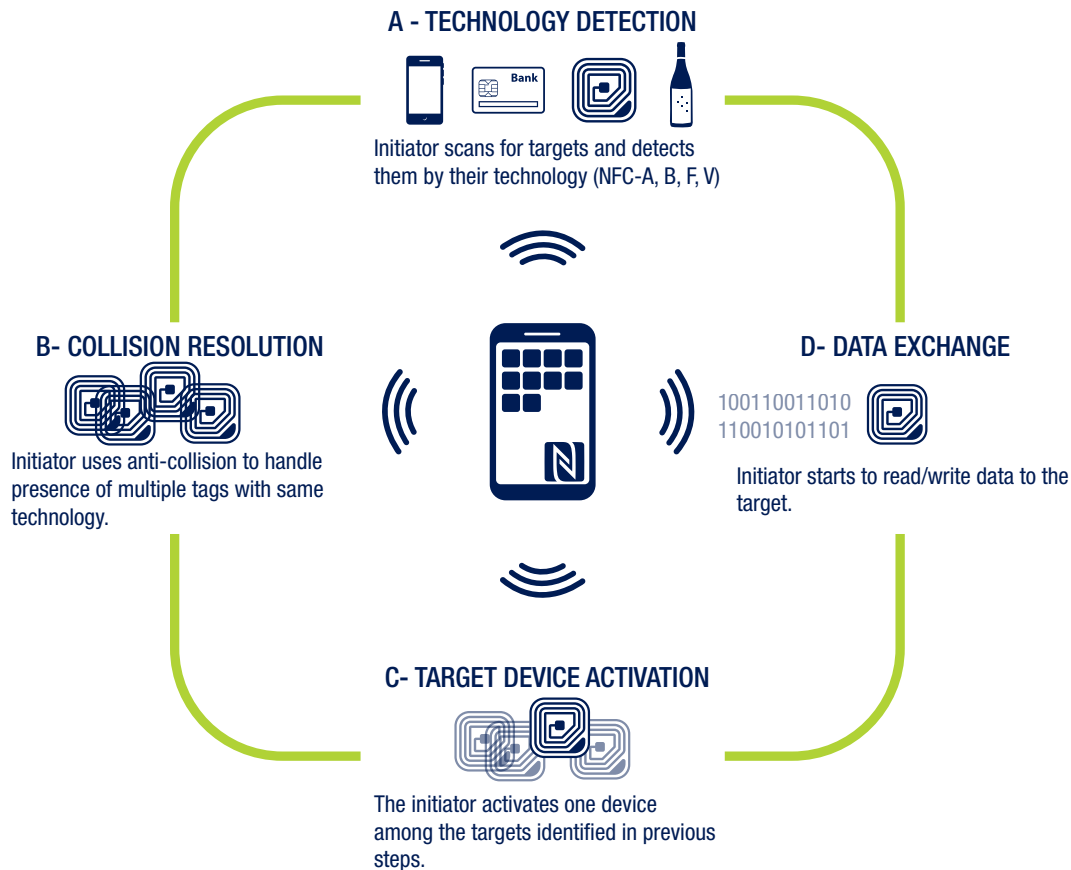 A - TECHNOLOGY DETECTION
Bank
Initiator scans for targets and detects
them by their technology (NFC-A, B, F, V)
B- COLLISION RESOLUTION
Initiator uses anti-collision to handle
presence of multiple tags with same
technology.
C- TARGET DEVICE ACTIVATION
The initiator activates one device
among the targets identified in previous
steps.
D- DATA EXCHANGE
100110011010
110010101101
Initiator starts to read/write data to the
target.